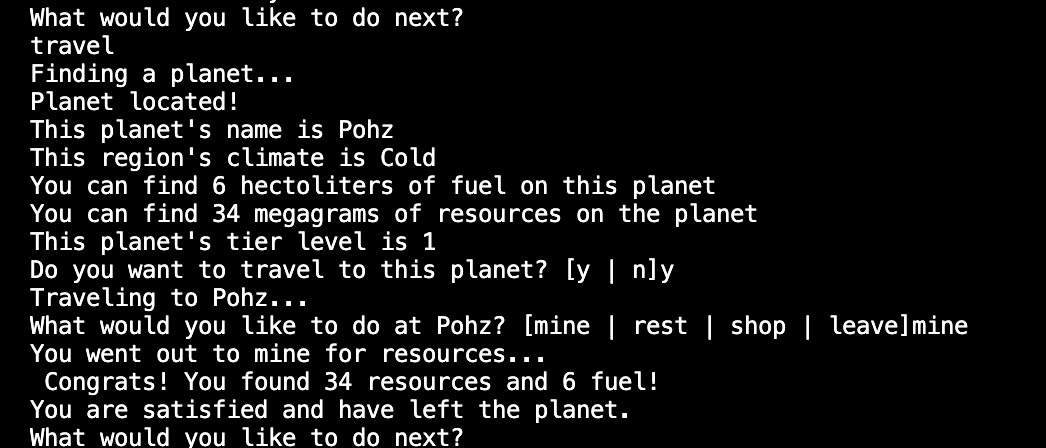 What would you like to do next?
travel
Finding a planet...
Planet located!
This planet's name is Pohz
This region's climate is Cold
You can find 6 hectoliters of fuel on this planet
You can find 34 megagrams of resources on the planet
This planet's tier level is 1
Do you want to travel to this planet? [y | n]y
Traveling to Pohz...
What would you like to do at Pohz? [mine | rest | shop | leave]mine
You went out to mine for resources...
 Congrats! You found 34 resources and 6 fuel!
You are satisfied and have left the planet.
What would you like to do next?